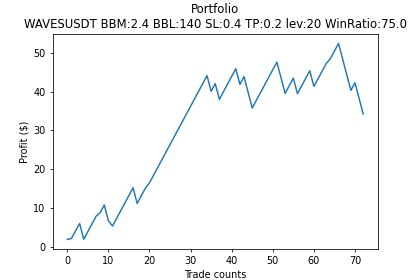 Portfolio
WAVESUSDT BBM:2.4 BBL:140 SL:0.4 TP:0.2 lev:20 WinRatio:75.0
Profit ($)
50
40
30
20
10
0
0 10 20 30 40 50 60 70
Trade counts